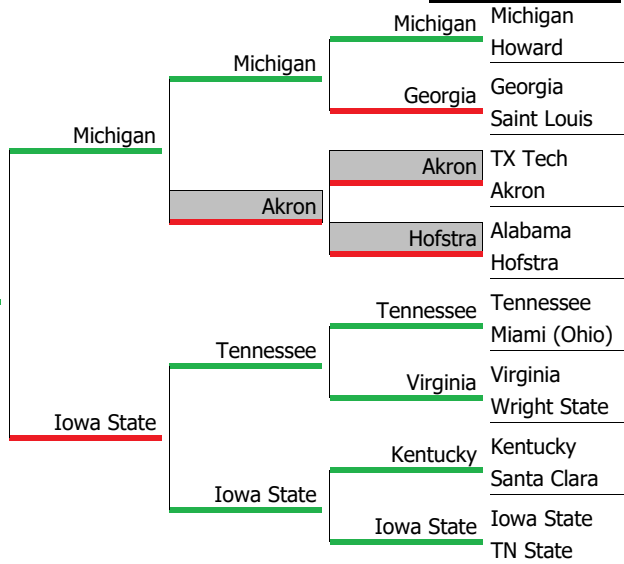 Michigan
Michigan
Howard
Michigan
Georgia
Georgia
Saint Louis
Michigan
Akron
TX Tech
Akron
Akron
Hofstra
Alabama
Hofstra
Tennessee
Tennessee
Miami (Ohio)
Tennessee
Virginia
Virginia
Wright State
Iowa State
Kentucky
Kentucky
Santa Clara
Iowa State
Iowa State
Iowa State
TN State